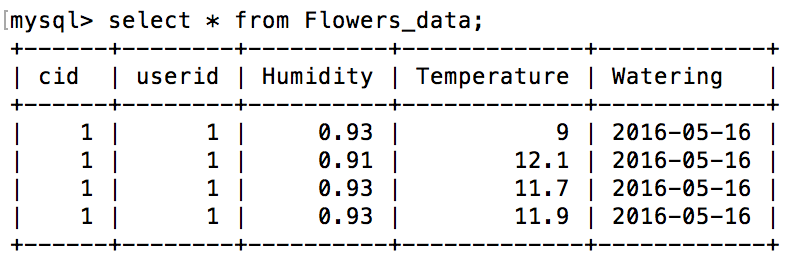 [mysql> select * from Flowers_data;
+------+--------+----------+-------------+------------+
| cid  | userid | Humidity | Temperature | Watering   |
+------+--------+----------+-------------+------------+
|    1 |      1 |     0.93 |           9 | 2016-05-16 |
|    1 |      1 |     0.91 |        12.1 | 2016-05-16 |
|    1 |      1 |     0.93 |        11.7 | 2016-05-16 |
|    1 |      1 |     0.93 |        11.9 | 2016-05-16 |
+------+--------+----------+-------------+------------+